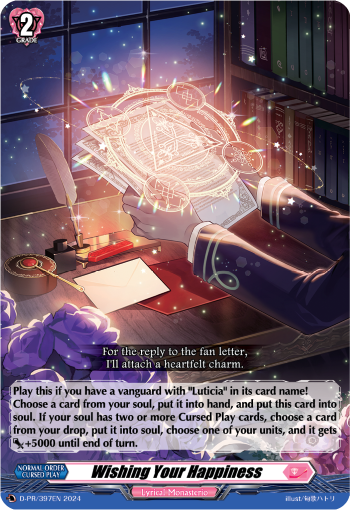 2
GRADE
For the reply to the fan letter,
I'll attach a heartfelt charm.
Play this if you have a vanguard with "Luticia" in its card name!
Choose a card from your soul, put it into hand, and put this card into
soul. If your soul has two or more Cursed Play cards, choose a card
from your drop, put it into soul, choose one of your units, and it gets
+5000 until end of turn.
NORMAL ORDER
CURSED PLAY
Wishing Your Happiness
Lyrical Monasterio
D-PR/397EN 2024
illust/匈歌ハトリ